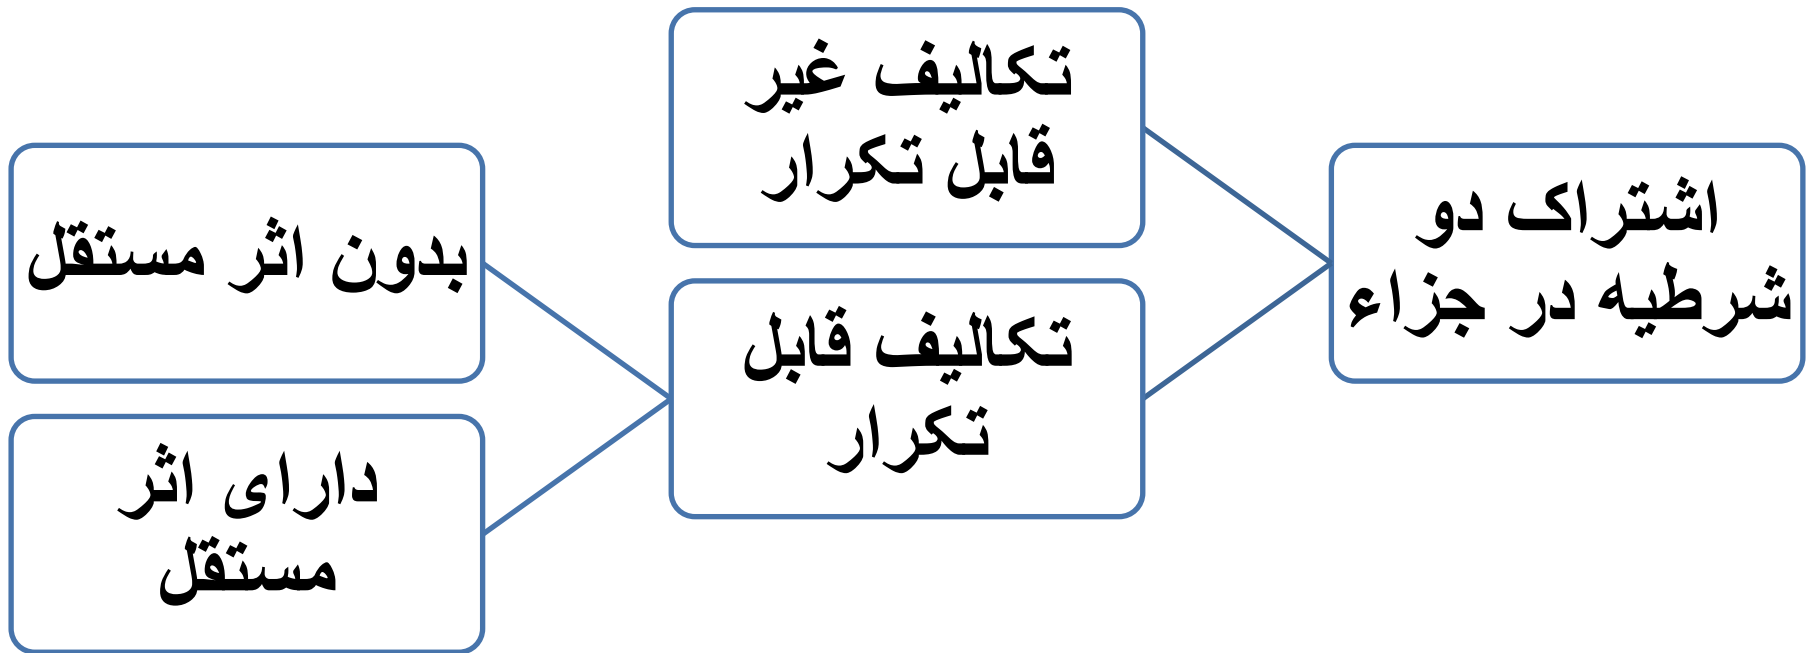 اشتراک دو
شرطیه در جزاء
تکالیف غیر
قابل تکرار
تکالیف قابل
تکرار
بدون اثر مستقل
دارای اثر
مستقل